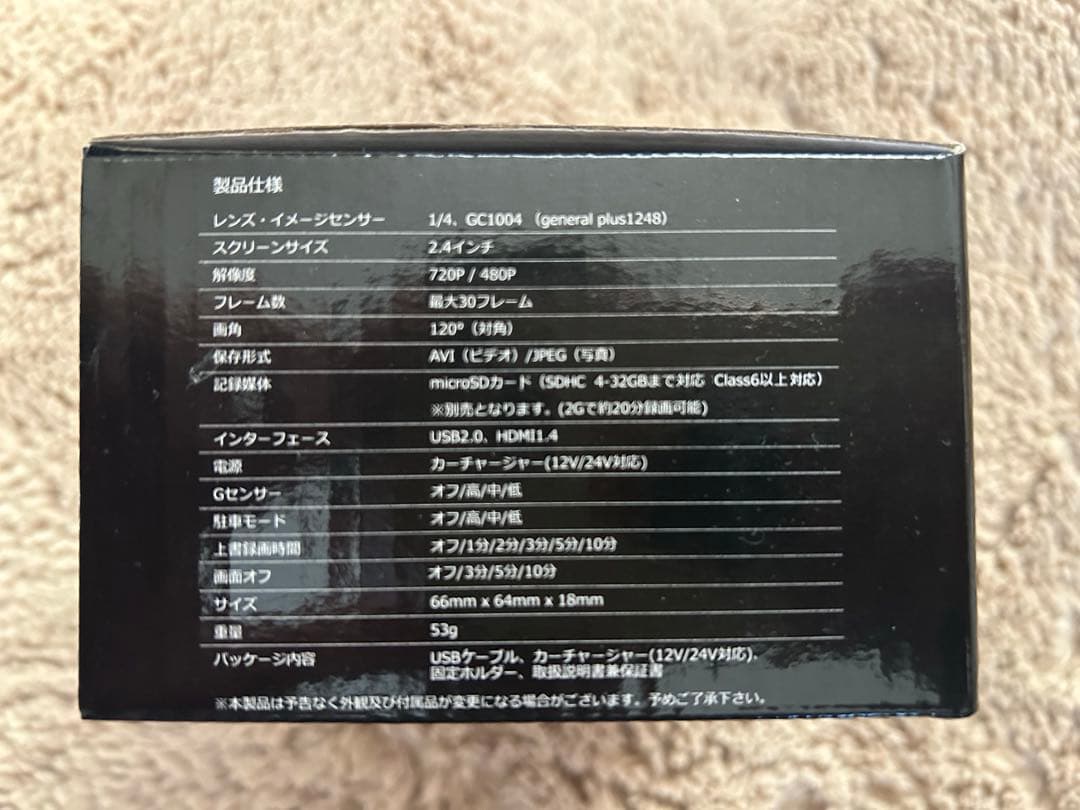 製品仕様
レンズ・イメージセンサー 1/4、GC1004 (general plus1248)
スクリーンサイズ 2.4インチ
解像度 720P / 480P
フレーム数 最大30フレーム
画角 120°(対角)
保存形式 AVI(ビデオ)/JPEG(写真)
記録媒体 microSDカード(SDHC 4-32GBまで対応 Class6以上対応)
※別売となります。(2Gで約20分録画可能)
インターフェース USB2.0、HDMI1.4
電源 カーチャージャー(12V/24V対応)
Gセンサー オフ/高/中/低
駐車モード オフ/高/中/低
上書録画時間 オフ/1分/2分/3分/5分/10分
画面オフ オフ/3分/5分/10分
サイズ 66mm x 64mm x 18mm
重量 53g
パッケージ内容 USBケーブル、カーチャージャー(12V/24V対応)、
固定ホルダー、取扱説明書兼保証書
※本製品は予告なく外観及び付属品が変更になる場合がございます。予めご了承下さい。